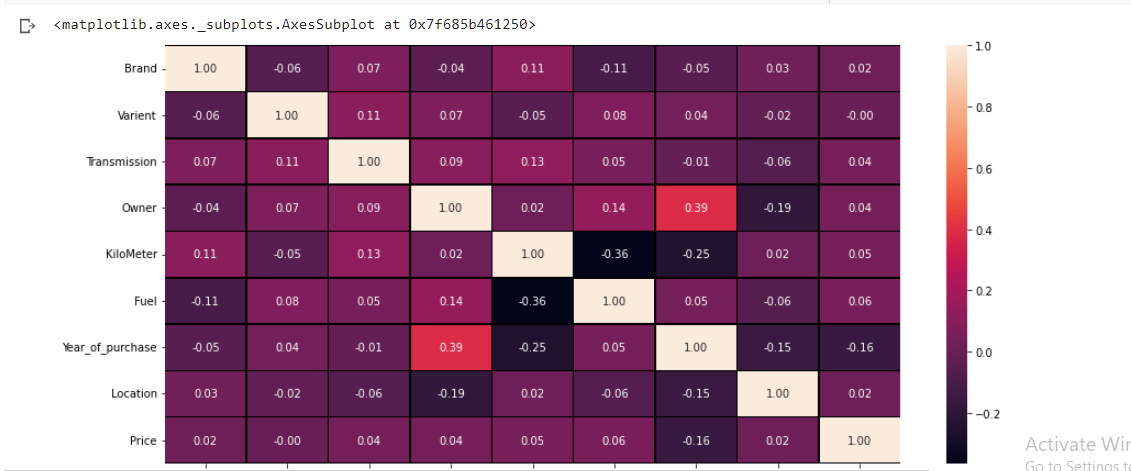 <matplotlib.axes._subplots.AxesSubplot at 0x7f685b461250>
Brand 1.00 -0.06 0.07 -0.04 0.11 -0.11 -0.05 0.03 0.02
Varient -0.06 1.00 0.11 0.07 -0.05 0.08 0.04 -0.02 -0.00
Transmission 0.07 0.11 1.00 0.09 0.13 0.05 -0.01 -0.06 0.04
Owner -0.04 0.07 0.09 1.00 0.02 0.14 0.39 -0.19 0.04
KiloMeter 0.11 -0.05 0.13 0.02 1.00 -0.36 -0.25 0.02 0.05
Fuel -0.11 0.08 0.05 0.14 -0.36 1.00 0.05 -0.06 0.06
Year_of_purchase -0.05 0.04 -0.01 0.39 -0.25 0.05 1.00 -0.15 -0.16
Location 0.03 -0.02 -0.06 -0.19 0.02 -0.06 -0.15 1.00 0.02
Price 0.02 -0.00 0.04 0.04 0.05 0.06 -0.16 0.02 1.00
1.0
0.8
0.6
0.4
0.2
0.0
−0.2
Activate Wir
Go to Settings to